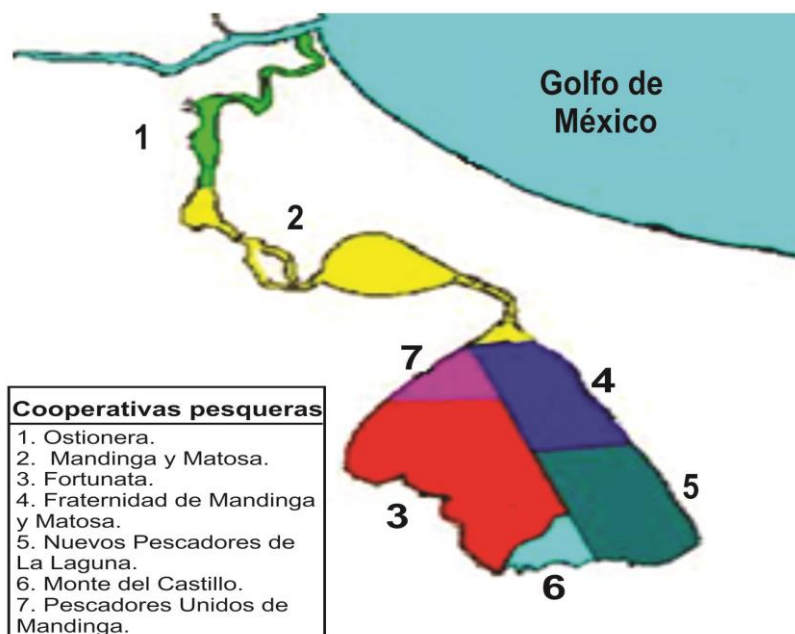 Golfo de
México
1
2
7
4
3
5
6
Cooperativas pesqueras
1. Ostionera.
2. Mandinga y Matosa.
3. Fortunata.
4. Fraternidad de Mandinga
y Matosa.
5. Nuevos Pescadores de
La Laguna.
6. Monte del Castillo.
7. Pescadores Unidos de
Mandinga.